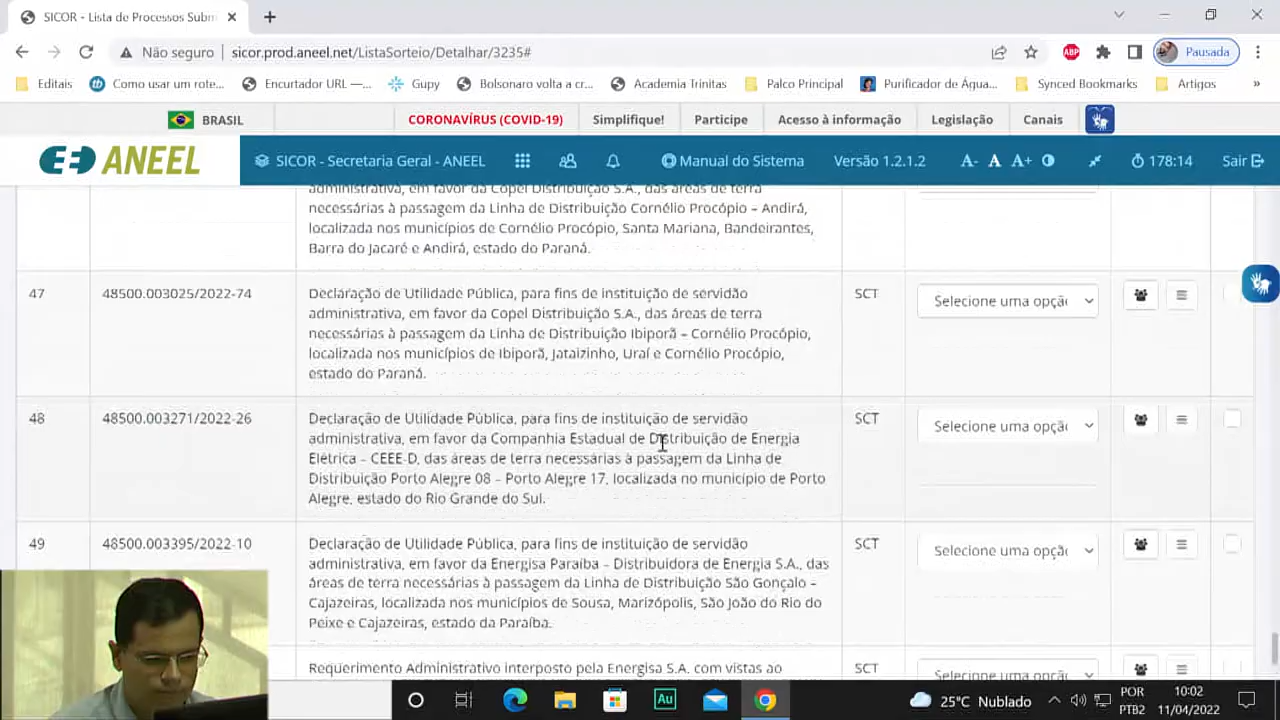 SICOR - Lista de Processos Subm
Não seguro
sicor.prod.aneel.net/ListaSorteio/Detalhar/3235#
ABP
Pausada
Editais
Como usar um rote...
Encurtador URL —...
Gupy
Bolsonaro volta a cr...
Academia Trinitas
Palco Principal
Purificador de Água...
Synced Bookmarks
Artigos
»
BRASIL
CORONAVÍRUS (COVID-19)
Simplifique!
Participe
Acesso à informação
Legislação
Canais
ANEEL
SICOR - Secretaria Geral - ANEEL
Manual do Sistema
Versão 1.2.1.2
A-
A
A+
178:14
Sair
administrativa, em favor da Copel Distribuição S.A., das áreas de terra
necessárias à passagem da Linha de Distribuição Cornélio Procópio – Andirá,
localizada nos municípios de Cornélio Procópio, Santa Mariana, Bandeirantes,
Barra do Jacaré e Andirá, estado do Paraná.
47
48500.003025/2022-74
Declaração de Utilidade Pública, para fins de instituição de servidão
administrativa, em favor da Copel Distribuição S.A., das áreas de terra
necessárias à passagem da Linha de Distribuição Ibiporã – Cornélio Procópio,
localizada nos municípios de Ibiporã, Jataizinho, Uraí e Cornélio Procópio,
estado do Paraná.
SCT
Selecione uma opçã
48
48500.003271/2022-26
Declaração de Utilidade Pública, para fins de instituição de servidão
administrativa, em favor da Companhia Estadual de Distribuição de Energia
Elétrica – CEEE-D, das áreas de terra necessárias à passagem da Linha de
Distribuição Porto Alegre 08 – Porto Alegre 17, localizada no município de Porto
Alegre, estado do Rio Grande do Sul.
SCT
Selecione uma opçã
49
48500.003395/2022-10
Declaração de Utilidade Pública, para fins de instituição de servidão
administrativa, em favor da Energisa Paraíba – Distribuidora de Energia S.A., das
áreas de terra necessárias à passagem da Linha de Distribuição São Gonçalo –
Cajazeiras, localizada nos municípios de Sousa, Marizópolis, São João do Rio do
Peixe e Cajazeiras, estado da Paraíba.
SCT
Selecione uma opçã
Requerimento Administrativo interposto pela Energisa S.A. com vistas ao
SCT
Selecione uma opçã
Au
25°C Nublado
POR
PTB2
10:02
11/04/2022